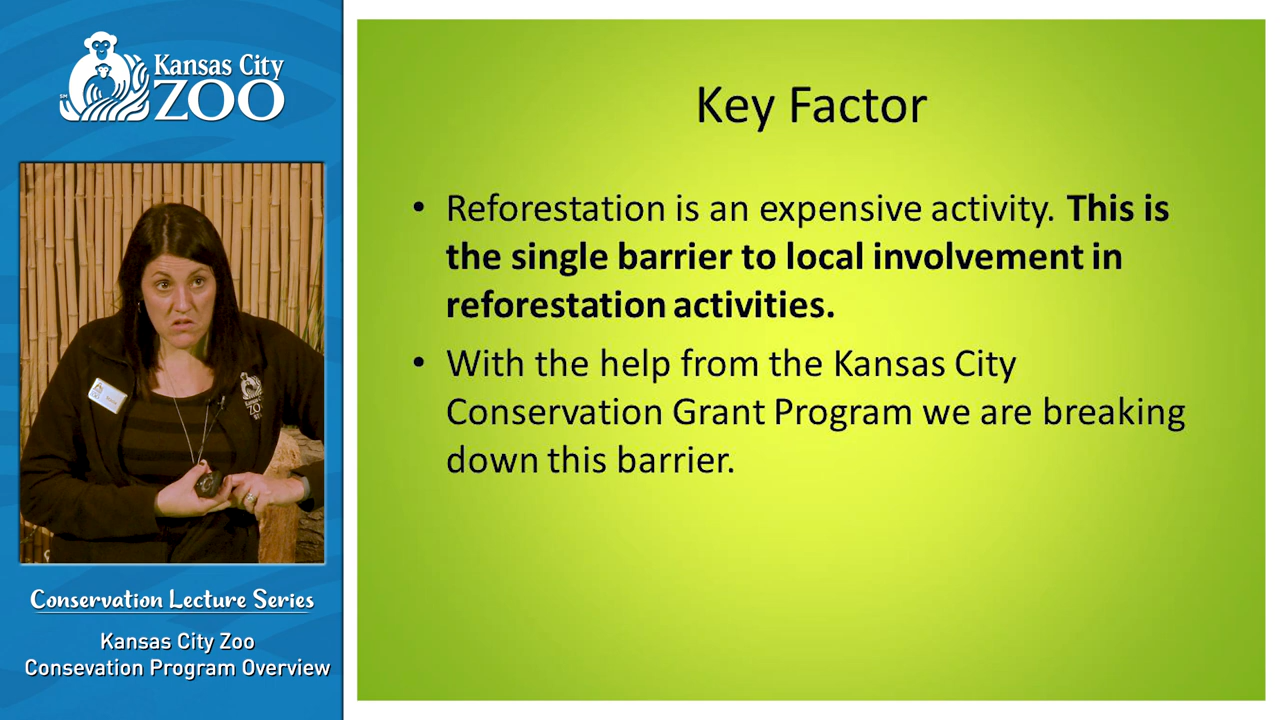 Kansas City
ZOO
SM
Conservation Lecture Series
Kansas City Zoo
Consevation Program Overview
Key Factor
• Reforestation is an expensive activity. This is
the single barrier to local involvement in
reforestation activities.
• With the help from the Kansas City
Conservation Grant Program we are breaking
down this barrier.